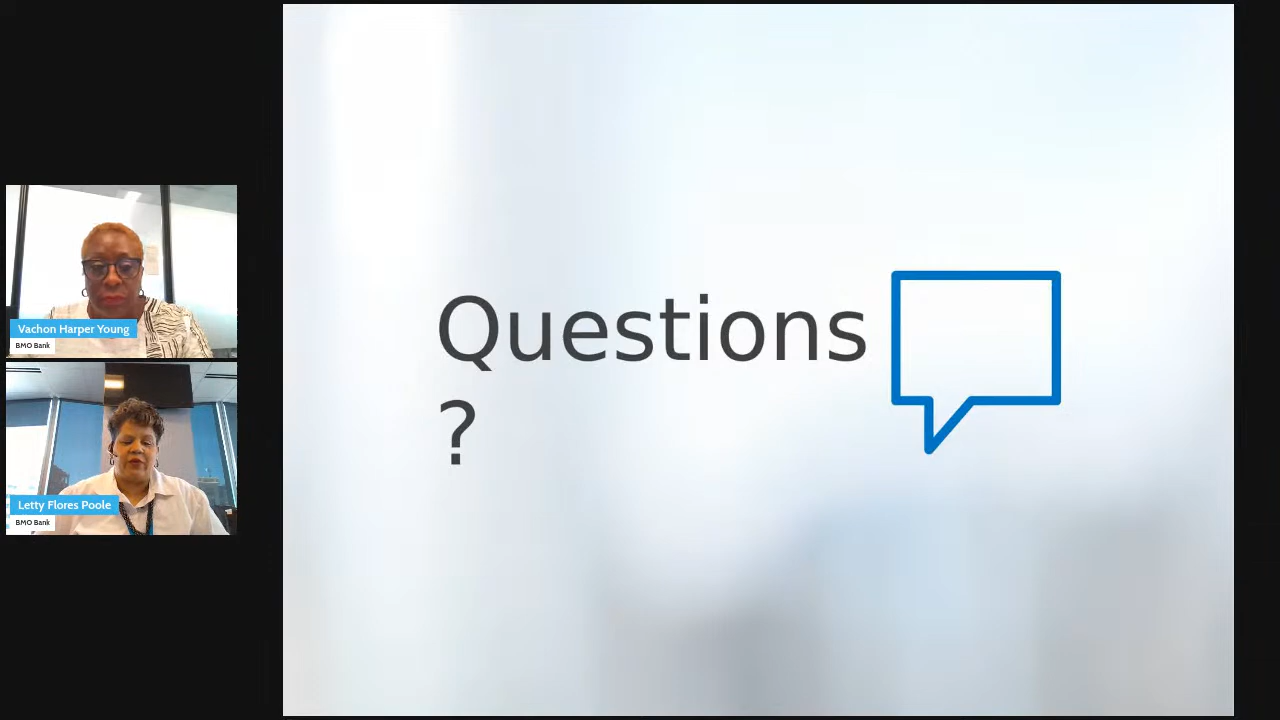 Vachon Harper Young
BMO Bank
Letty Flores Poole
BMO Bank
Questions
?